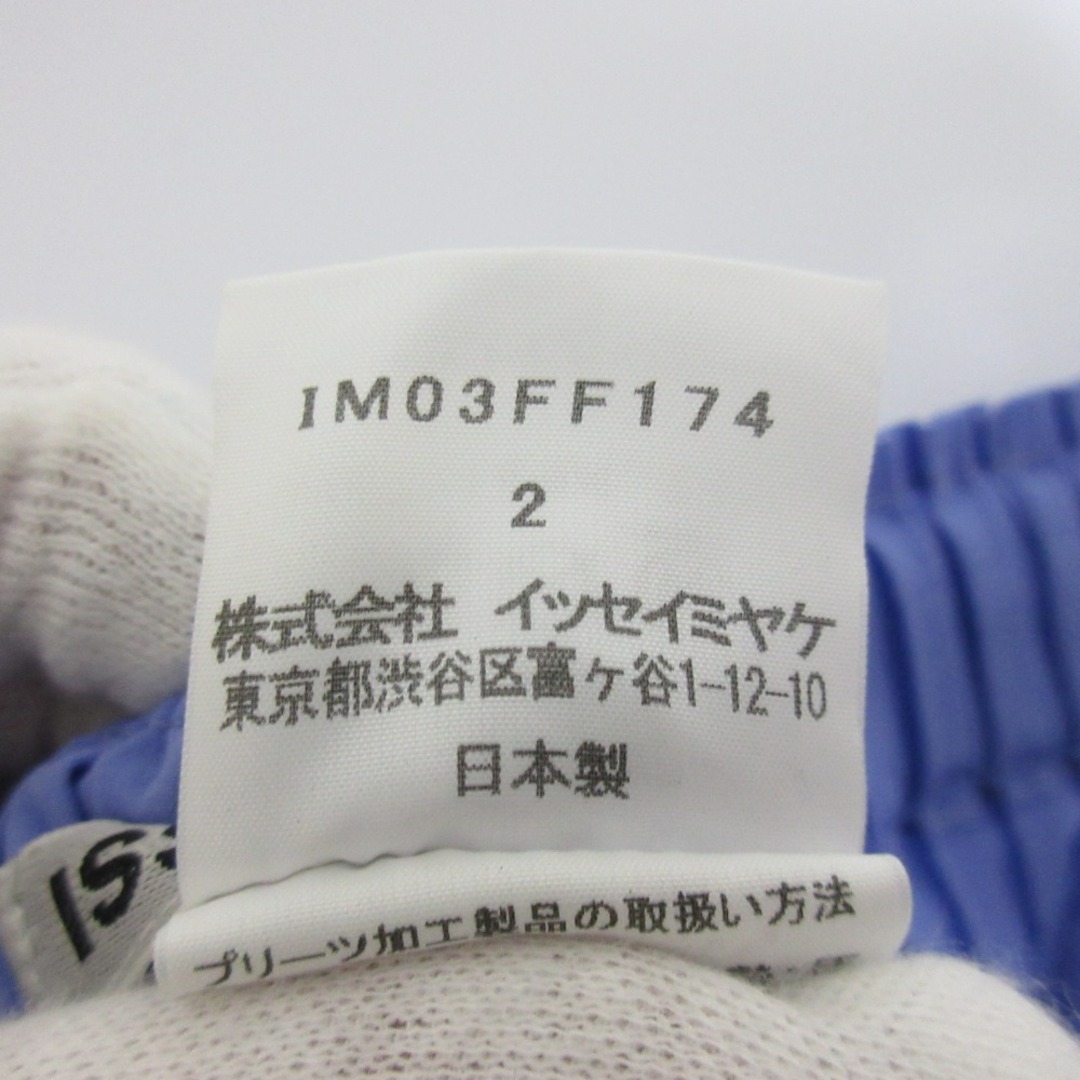 IM03FF174
2
株式会社 イッセイミヤケ
東京都渋谷区富ヶ谷1-12-10
日本製
プリーツ加工製品の取扱い方法
ISS